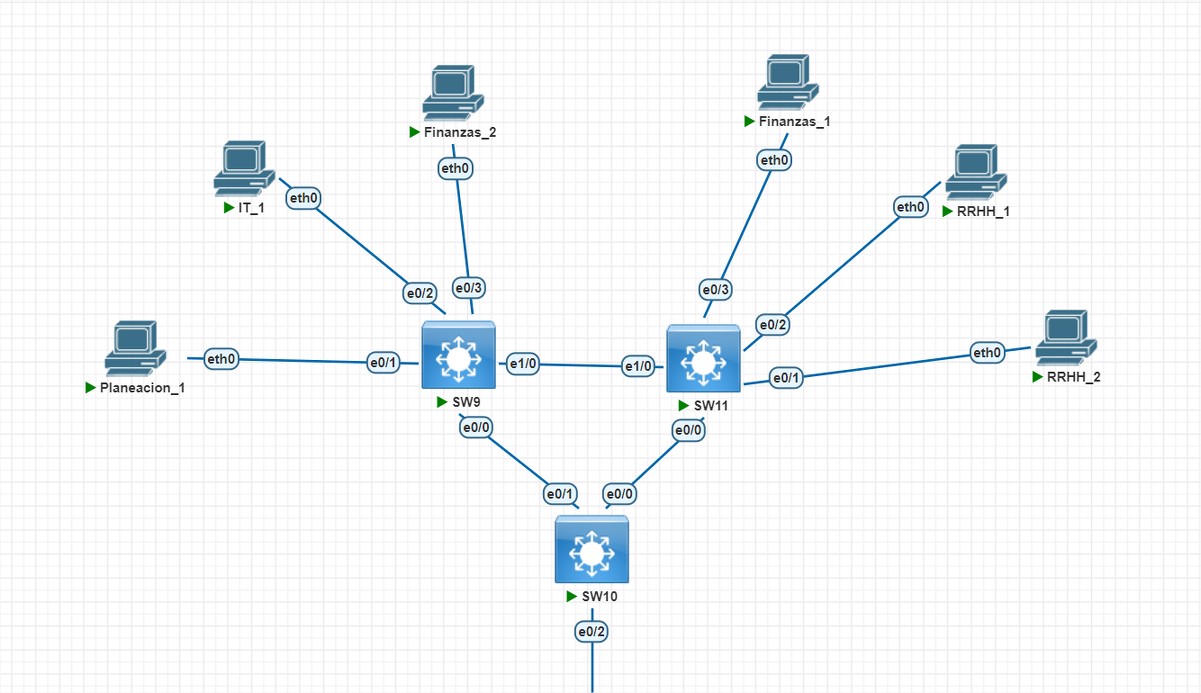 Finanzas_1
Finanzas_2
eth0
eth0
IT_1
eth0
eth0
RRHH_1
e0/2
e0/3
e0/3
e0/2
Planeacion_1
eth0
e0/1
e1/0
e1/0
e0/1
eth0
RRHH_2
SW9
SW11
e0/0
e0/0
e0/1
e0/0
SW10
e0/2